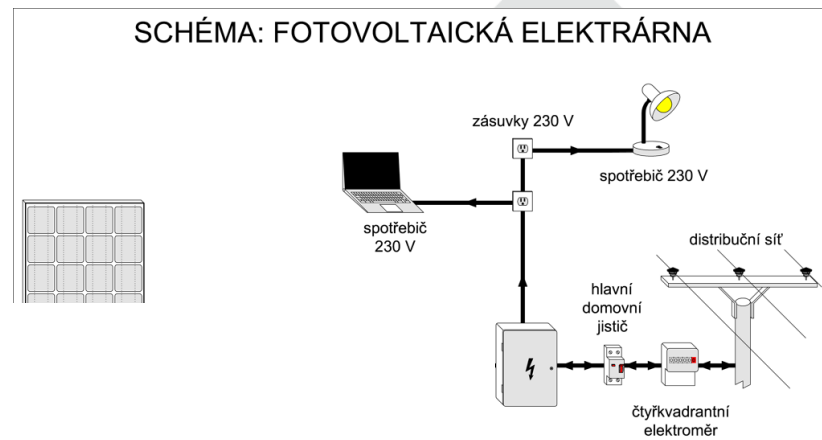 SCHÉMA: FOTOVOLTAICKÁ ELEKTRÁRNA
zásuvky 230 V
spotřebič 230 V
spotřebič
230 V
distribuční síť
hlavní
domovní
jistič
čtyřkvadrantní
elektroměr